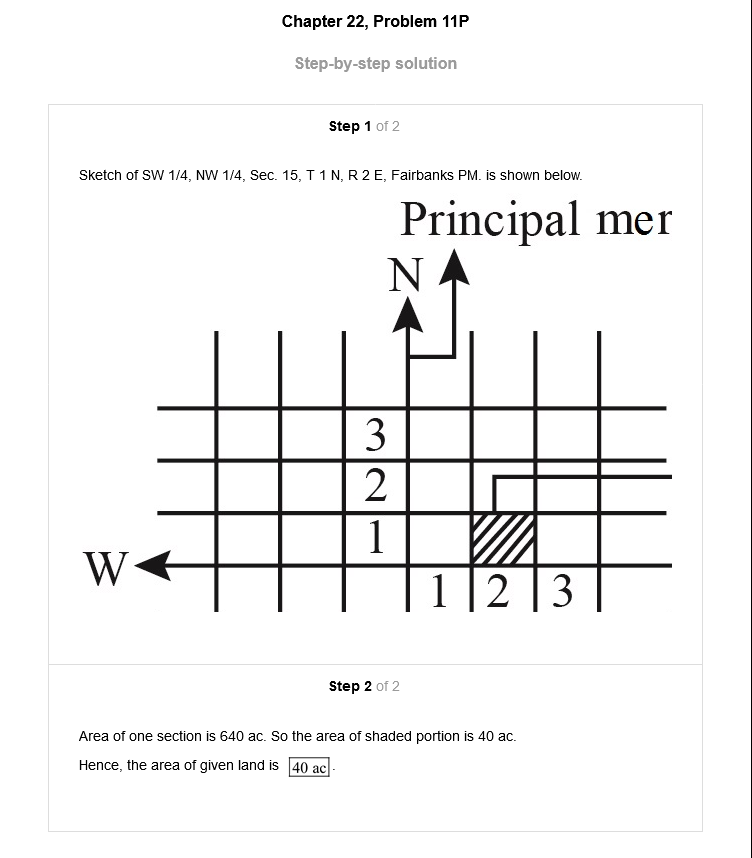 Chapter 22, Problem 11P
Step-by-step solution
Step 1 of 2
Sketch of SW 1/4, NW 1/4, Sec. 15, T 1 N, R 2 E, Fairbanks PM. is shown below.
Principal mer
N
3
2
1
W
1 2 3
Step 2 of 2
Area of one section is 640 ac. So the area of shaded portion is 40 ac.
Hence, the area of given land is 40 ac.